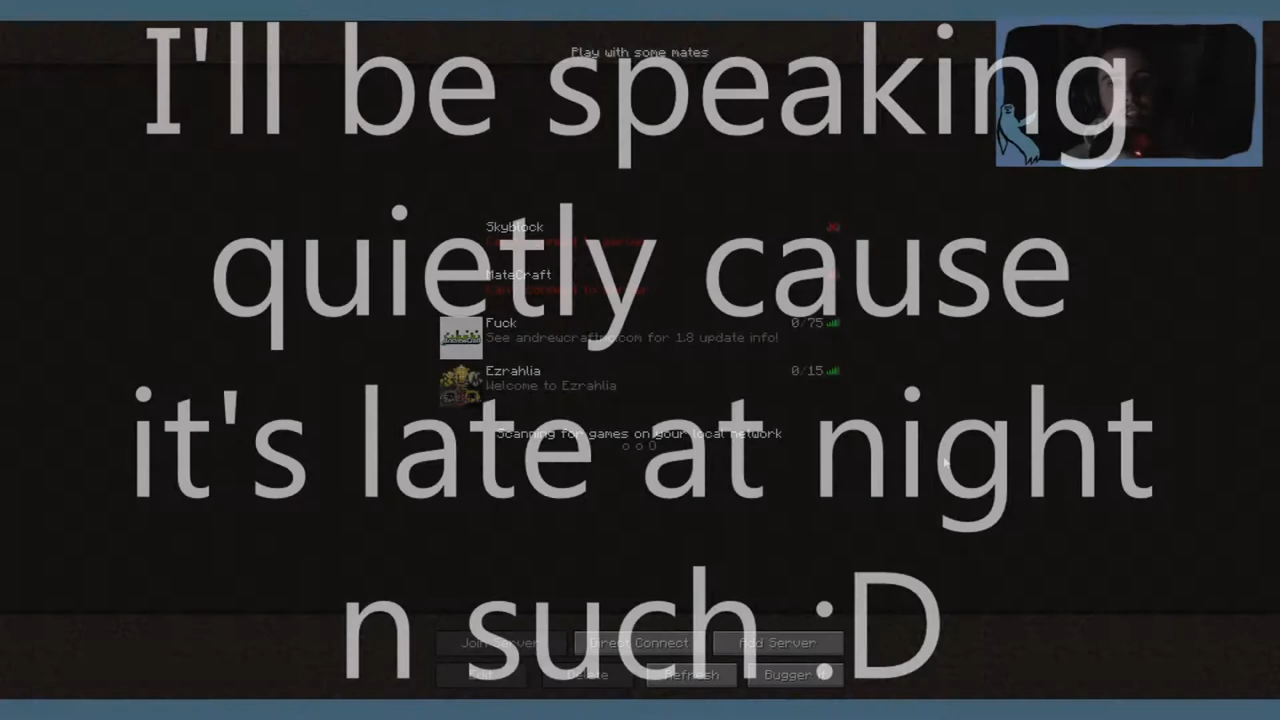 I'll be speaking
quietly cause
it's late at night
n such :D
Play with some mates
Skyblock
MateCraft
Fuck
0/75
See andrewcraft
.com for 1.8 update info!
Ezrahlia
0/15
Welcome to Ezrahlia
Scanning for games on your local network
Join Server
Direct Connect
Add Server
Edit
Delete
Refresh
Bugger it